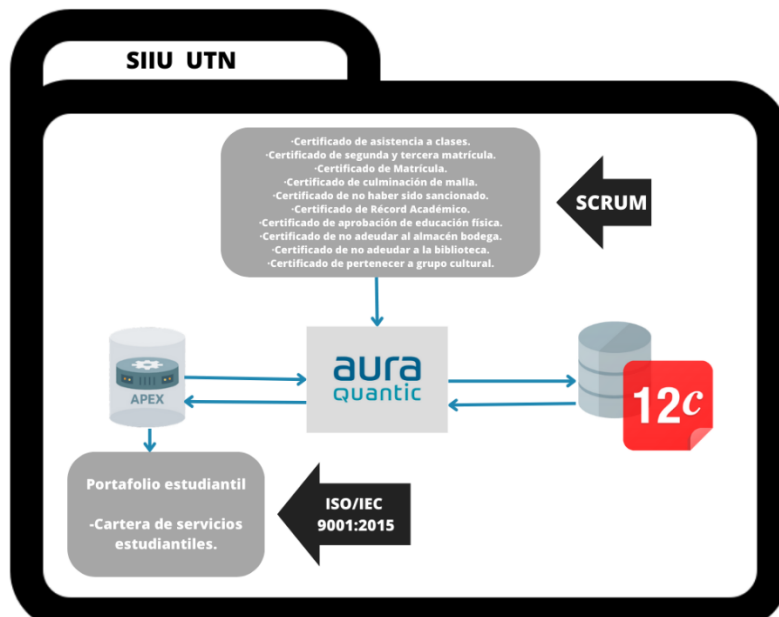 SIIU UTN
·Certificado de asistencia a clases.
·Certificado de segunda y tercera matrícula.
·Certificado de Matrícula.
·Certificado de culminación de malla.
·Certificado de no haber sido sancionado.
·Certificado de Récord Académico.
·Certificado de aprobación de educación física.
·Certificado de no adeudar al almacén bodega.
·Certificado de no adeudar a la biblioteca.
·Certificado de pertenecer a grupo cultural.
SCRUM
APEX
aura
quantic
12c
Portafolio estudiantil
-Cartera de servicios
estudiantiles.
ISO/IEC
9001:2015